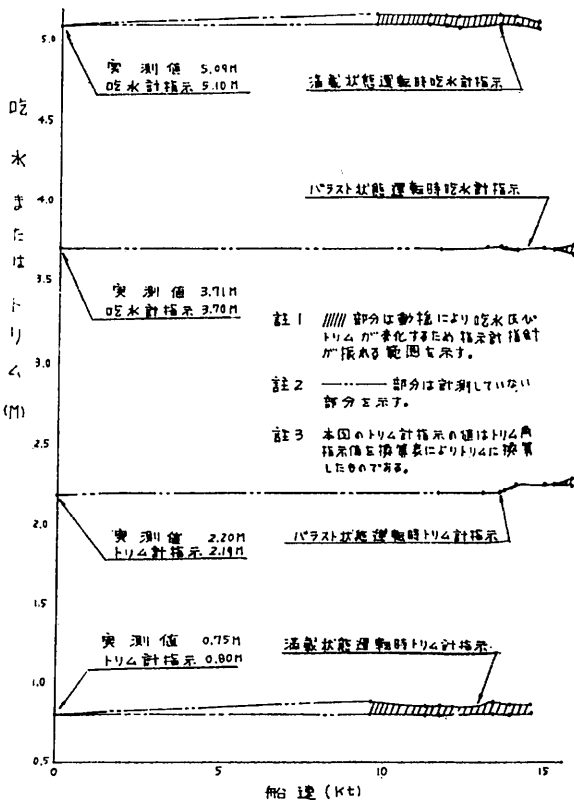 吃水またはトリム(M)
5.0
4.5
4.0
3.5
3.0
2.5
2.0
1.5
1.0
0.5
実測値 5.09M
吃水計指示 5.10M
満載状態運転時吃水計指示
バラスト状態運転時吃水計指示
実測値 3.71M
吃水計指示 3.70M
註1 ////// 部分は動揺により吃水及び
トリムが変化するため指示計指針
が振れる範囲を示す。
註2 —--— 部分は計測していない
部分を示す。
註3 本図のトリム計指示の値はトリム角
指示値を換算表によりトリムに換算
したものである。
実測値 2.20M
トリム計指示 2.19M
バラスト状態運転時トリム計指示
実測値 0.75M
トリム計指示 0.80M
満載状態運転時トリム計指示
0 5 10 15
船速(Kt)